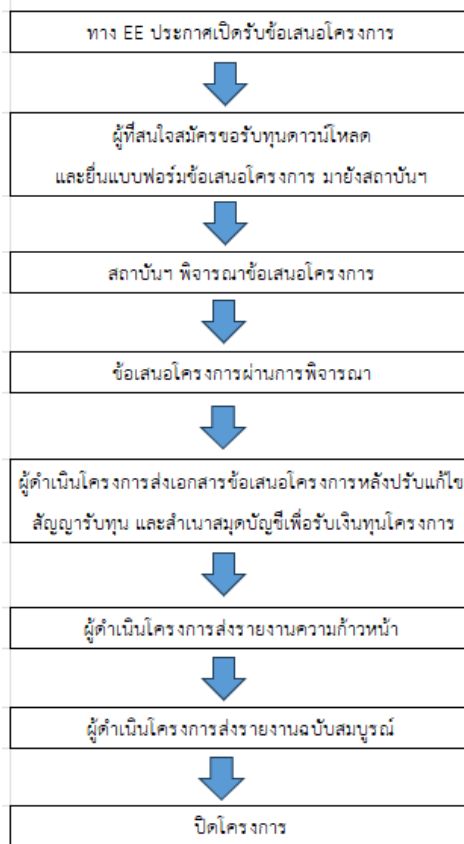 ทาง EE ประกาศเปิดรับข้อเสนอโครงการ
ผู้ที่สนใจสมัครขอรับทุนดาวน์โหลด
และยื่นแบบฟอร์มข้อเสนอโครงการ มายังสถาบันฯ
สถาบันฯ พิจารณาข้อเสนอโครงการ
ข้อเสนอโครงการผ่านการพิจารณา
ผู้ดำเนินโครงการส่งเอกสารข้อเสนอโครงการหลังปรับแก้ไข
สัญญารับทุน และสำเนาสมุดบัญชีเพื่อรับเงินทุนโครงการ
ผู้ดำเนินโครงการส่งรายงานความก้าวหน้า
ผู้ดำเนินโครงการส่งรายงานฉบับสมบูรณ์
ปิดโครงการ